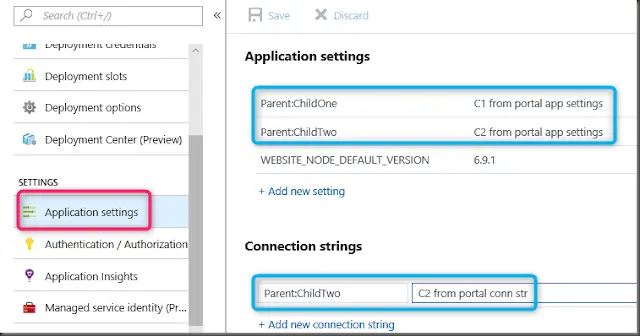 Search (Ctrl+/)
«
Deployment credentials
Deployment slots
Deployment options
Deployment Center (Preview)
SETTINGS
Application settings
Authentication / Authorization
Application Insights
Managed service identity (Pr...
Save
Discard
Application settings
Parent:ChildOne C1 from portal app settings
Parent:ChildTwo C2 from portal app settings
WEBSITE_NODE_DEFAULT_VERSION 6.9.1
+ Add new setting
Connection strings
Parent:ChildTwo C2 from portal conn str
+ Add new connection string